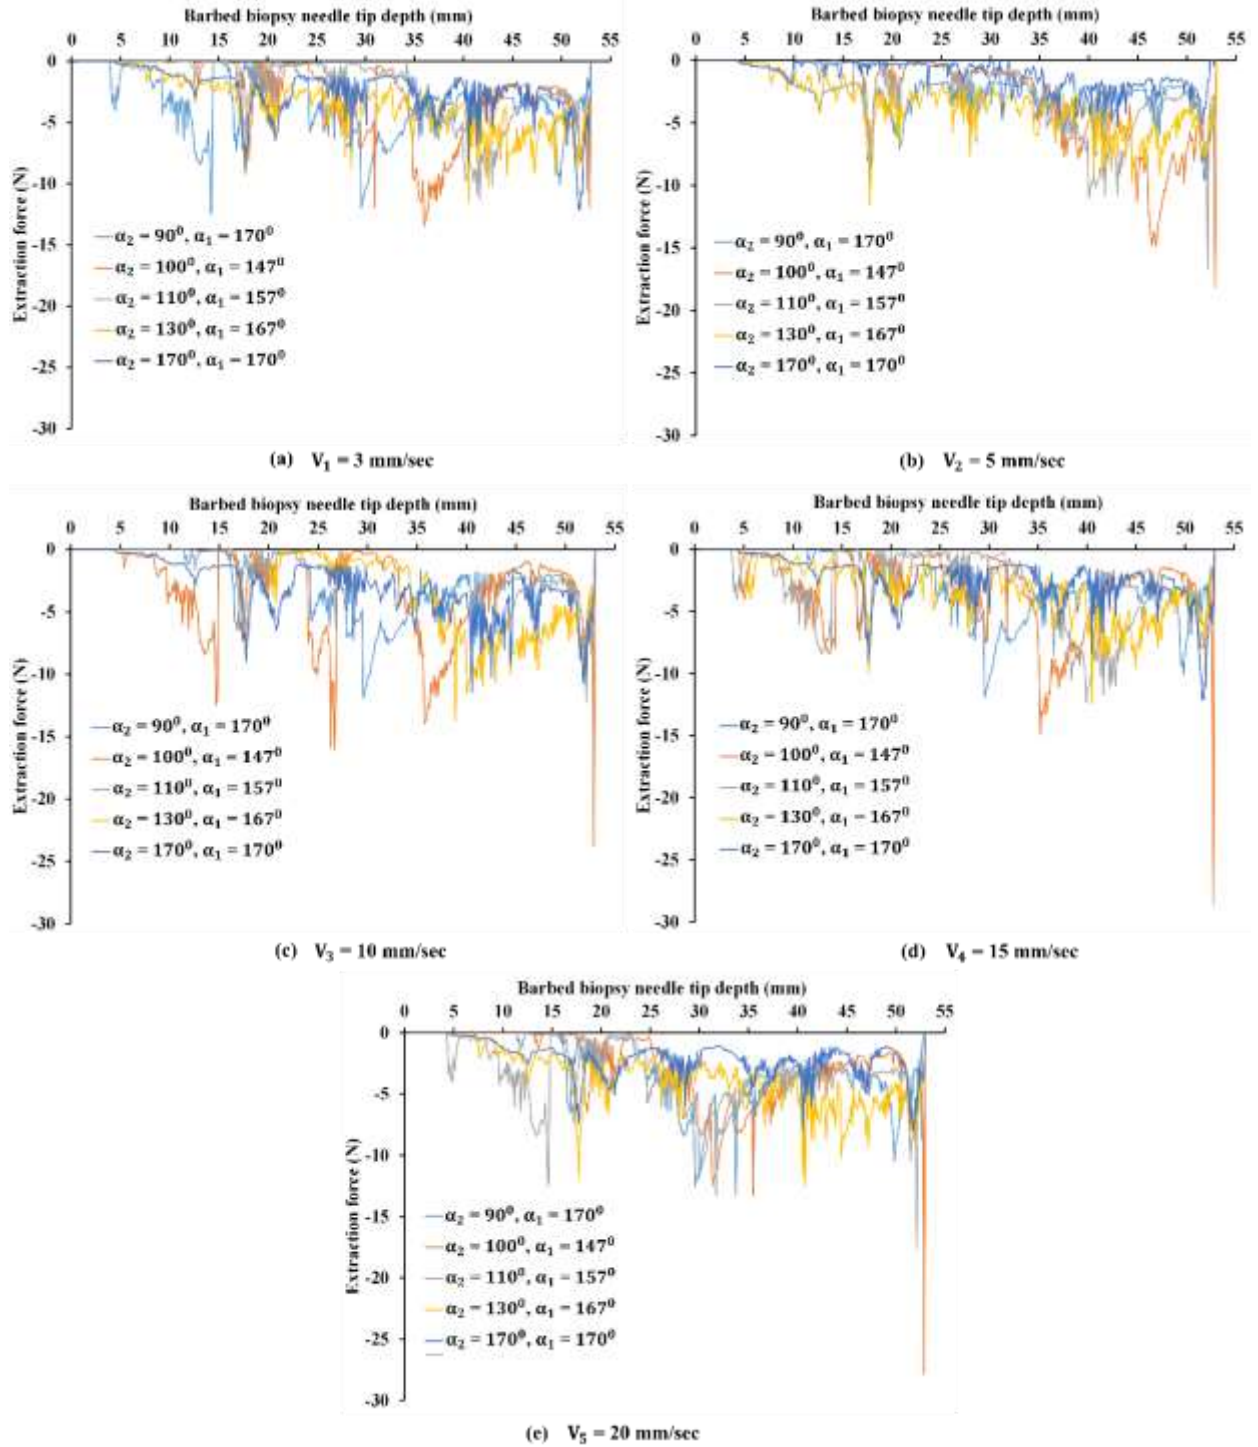 Barbed biopsy needle tip depth (mm)
0 5 10 15 20 25 30 35 40 45 50 55
0
-5
-10
-15
-20
-25
-30
Extraction force (N)
α₂ = 90⁰, α₁ = 170⁰
α₂ = 100⁰, α₁ = 147⁰
α₂ = 110⁰, α₁ = 157⁰
α₂ = 130⁰, α₁ = 167⁰
α₂ = 170⁰, α₁ = 170⁰
(a) V₁ = 3 mm/sec
Barbed biopsy needle tip depth (mm)
0 5 10 15 20 25 30 35 40 45 50 55
0
-5
-10
-15
-20
-25
-30
Extraction force (N)
α₂ = 90⁰, α₁ = 170⁰
α₂ = 100⁰, α₁ = 147⁰
α₂ = 110⁰, α₁ = 157⁰
α₂ = 130⁰, α₁ = 167⁰
α₂ = 170⁰, α₁ = 170⁰
(b) V₂ = 5 mm/sec
Barbed biopsy needle tip depth (mm)
0 5 10 15 20 25 30 35 40 45 50 55
0
-5
-10
-15
-20
-25
-30
Extraction force (N)
α₂ = 90⁰, α₁ = 170⁰
α₂ = 100⁰, α₁ = 147⁰
α₂ = 110⁰, α₁ = 157⁰
α₂ = 130⁰, α₁ = 167⁰
α₂ = 170⁰, α₁ = 170⁰
(c) V₃ = 10 mm/sec
Barbed biopsy needle tip depth (mm)
0 5 10 15 20 25 30 35 40 45 50 55
0
-5
-10
-15
-20
-25
-30
Extraction force (N)
α₂ = 90⁰, α₁ = 170⁰
α₂ = 100⁰, α₁ = 147⁰
α₂ = 110⁰, α₁ = 157⁰
α₂ = 130⁰, α₁ = 167⁰
α₂ = 170⁰, α₁ = 170⁰
(d) V₄ = 15 mm/sec
Barbed biopsy needle tip depth (mm)
0 5 10 15 20 25 30 35 40 45 50 55
0
-5
-10
-15
-20
-25
-30
Extraction force (N)
α₂ = 90⁰, α₁ = 170⁰
α₂ = 100⁰, α₁ = 147⁰
α₂ = 110⁰, α₁ = 157⁰
α₂ = 130⁰, α₁ = 167⁰
α₂ = 170⁰, α₁ = 170⁰
(e) V₅ = 20 mm/sec